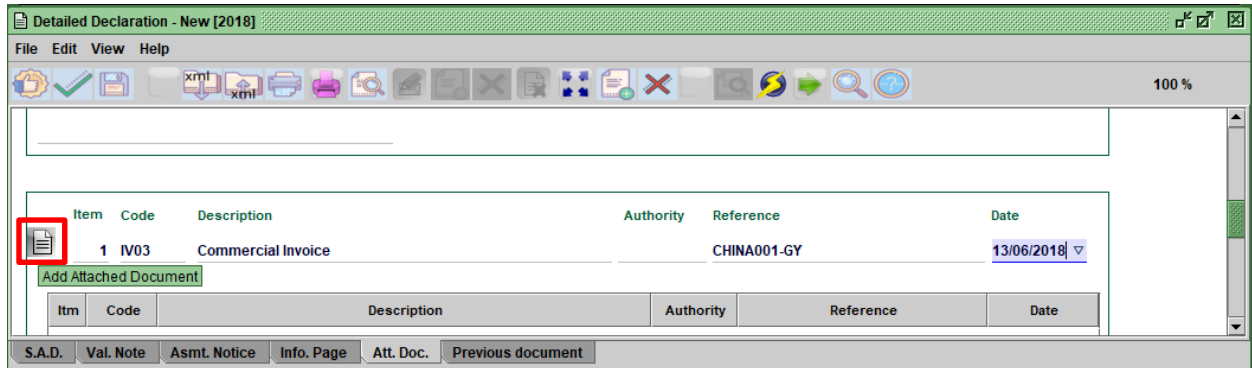 Detailed Declaration - New [2018]
File Edit View Help
xml xml ? 100 %
Item Code Description Authority Reference Date
1 IV03 Commercial Invoice CHINA001-GY 13/06/2018
Add Attached Document
Itm Code Description Authority Reference Date
S.A.D. Val. Note Asmt. Notice Info. Page Att. Doc. Previous document